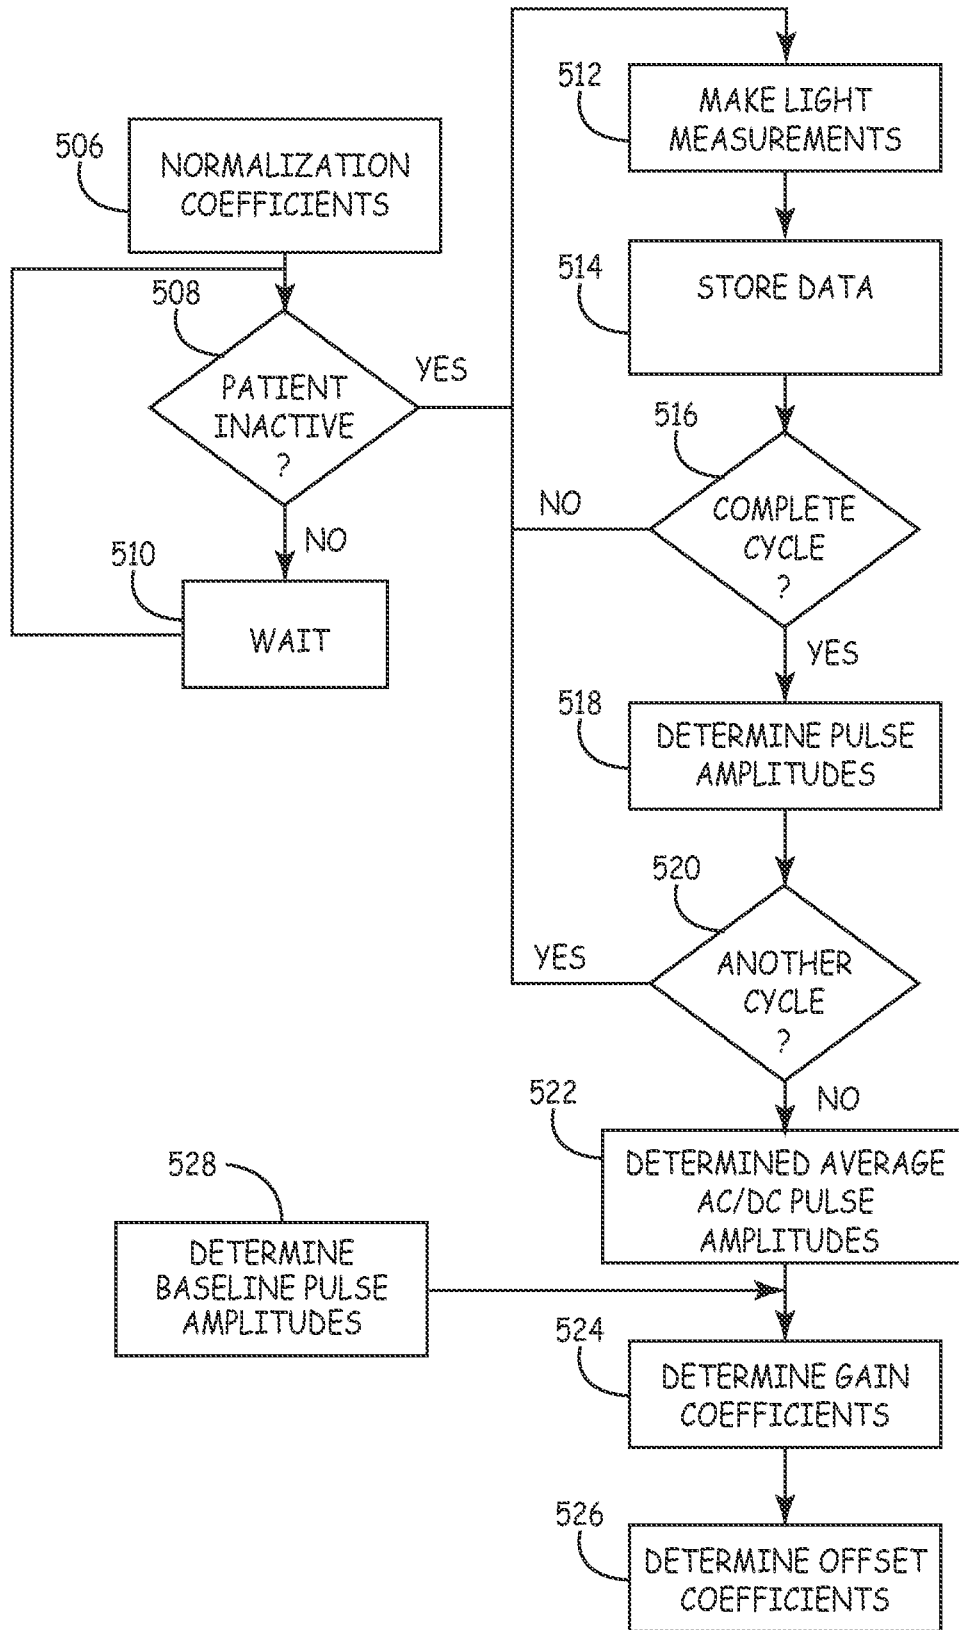 506
NORMALIZATION
COEFFICIENTS
508
PATIENT
INACTIVE
?
YES
NO
510
WAIT
512
MAKE LIGHT
MEASUREMENTS
514
STORE DATA
516
COMPLETE
CYCLE
?
NO
YES
518
DETERMINE PULSE
AMPLITUDES
520
ANOTHER
CYCLE
?
YES
NO
522
DETERMINED AVERAGE
AC/DC PULSE
AMPLITUDES
528
DETERMINE
BASELINE PULSE
AMPLITUDES
524
DETERMINE GAIN
COEFFICIENTS
526
DETERMINE OFFSET
COEFFICIENTS